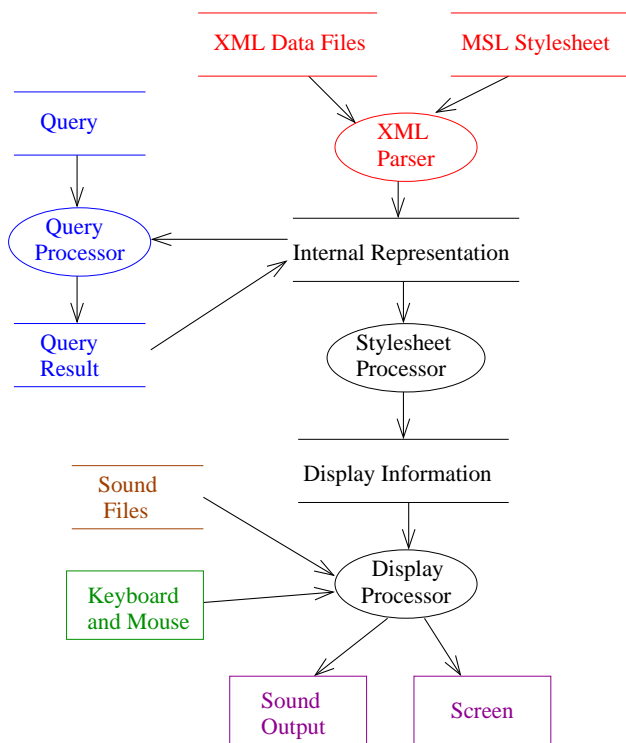 XML Data Files
MSL Stylesheet
XML
Parser
Query
Query
Processor
Internal Representation
Query
Result
Stylesheet
Processor
Display Information
Sound
Files
Display
Processor
Keyboard
and Mouse
Sound
Output
Screen